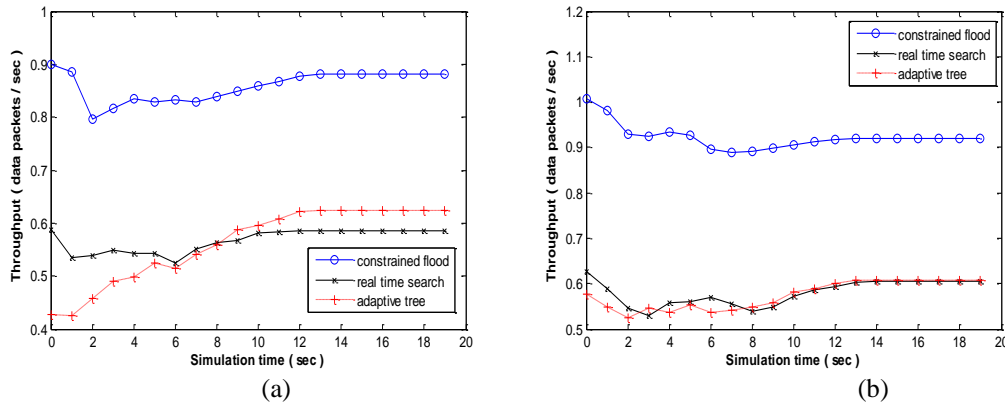 1
0.9
0.8
0.7
0.6
0.5
0.4
Throughput ( data packets / sec )
constrained flood
real time search
adaptive tree
0 2 4 6 8 10 12 14 16 18 20
Simulation time ( sec )
(a)
1.2
1.1
1
0.9
0.8
0.7
0.6
0.5
Throughput ( data packets / sec )
constrained flood
real time search
adaptive tree
0 2 4 6 8 10 12 14 16 18 20
Simulation time ( sec )
(b)